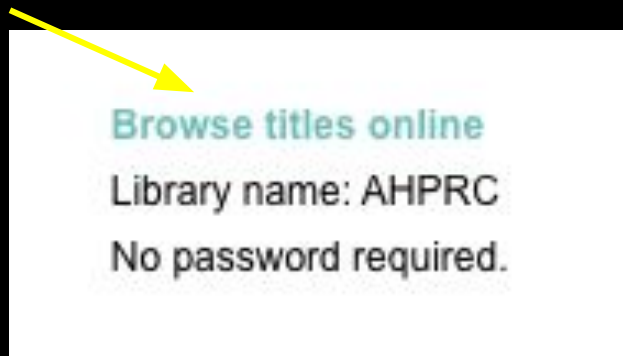 Browse titles online
Library name: AHPRC
No password required.